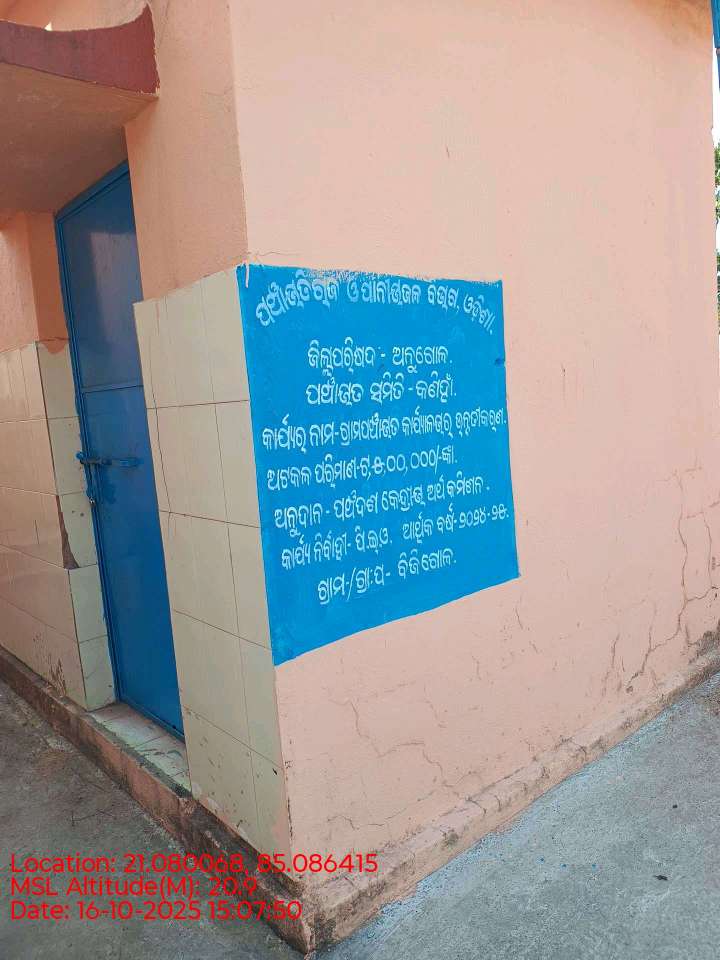 ପଞ୍ଚାୟତିରାଜ ଓ ପାନୀୟଜଳ ବିଭାଗ, ଓଡ଼ିଶା.
ଜିଲ୍ଲାପରିଷଦ - ଅନୁଗୋଳ.
ପଞ୍ଚାୟତ ସମିତି - କଣିହାଁ.
କାର୍ଯ୍ୟର ନାମ-ଗ୍ରାମପଞ୍ଚାୟତ କାର୍ଯ୍ୟାଳୟର ଉନ୍ନତୀକରଣ.
ଅଟକଳ ପରିମାଣ-ଟ,୫,୦୦,୦୦୦/-ଙ୍କା.
ଅନୁଦାନ - ପଞ୍ଚଦଶ କେନ୍ଦ୍ରୀୟ ଅର୍ଥ କମିଶନ.
କାର୍ଯ୍ୟ ନିର୍ବାହୀ- ପି.ଇ.ଓ. ଆର୍ଥିକ ବର୍ଷ-୨୦୨୪-୨୫.
ଗ୍ରାମ-/ଗ୍ରା:ପ- ବିଜିଗୋଳ.
Location: 21.080068, 85.086415
MSL Altitude(M): 20.9
Date: 16-10-2025 15:07:50